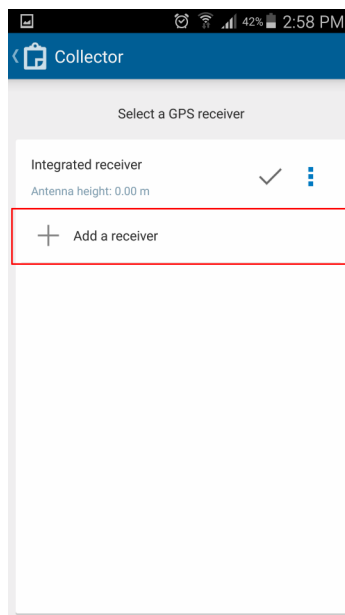 42% 2:58 PM
Collector
Select a GPS receiver
Integrated receiver
Antenna height: 0.00 m
Add a receiver